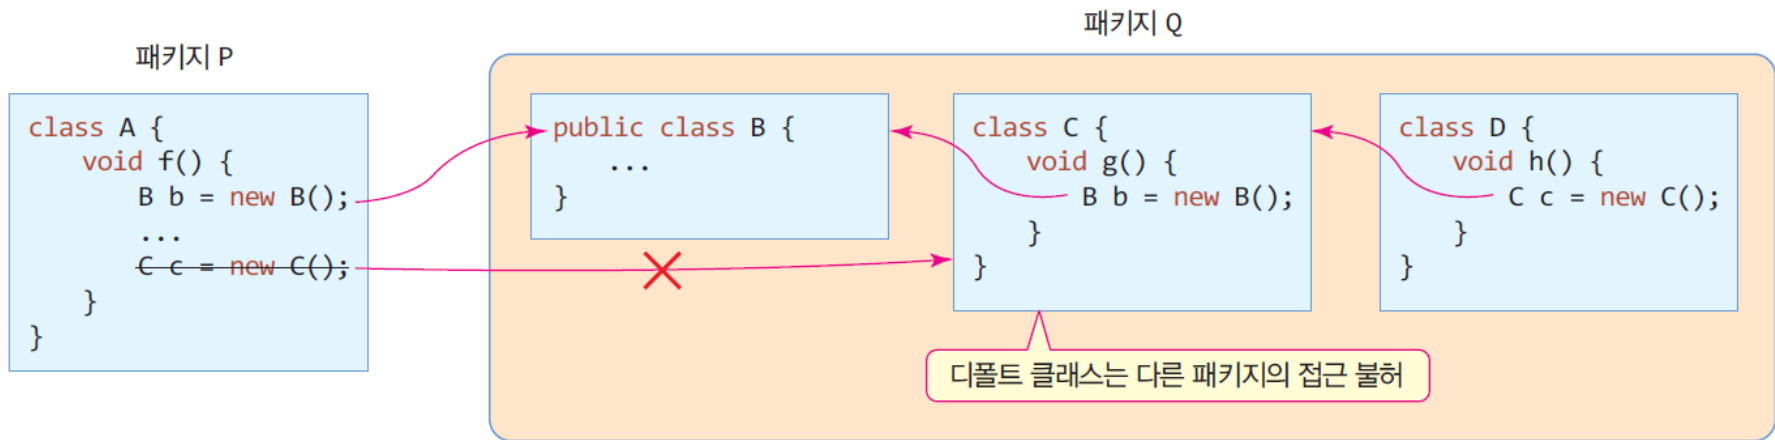 패키지 P
class A {
void f() {
B b = new B();
...
C c = new C();
}
}
패키지 Q
public class B {
...
}
class C {
void g() {
B b = new B();
}
}
class D {
void h() {
C c = new C();
}
}
디폴트 클래스는 다른 패키지의 접근 불허